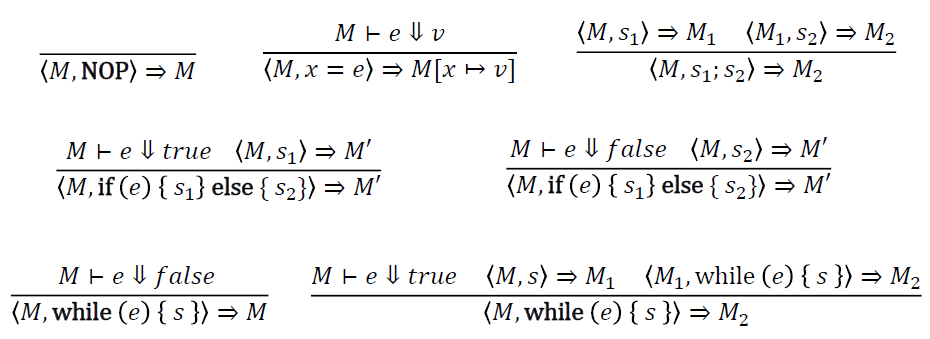 M ⊢ e ⇓ v
⟨M, s₁⟩ ⇒ M₁ ⟨M₁, s₂⟩ ⇒ M₂
⟨M, NOP⟩ ⇒ M
⟨M, x = e⟩ ⇒ M[x ↦ v]
⟨M, s₁; s₂⟩ ⇒ M₂
M ⊢ e ⇓ true ⟨M, s₁⟩ ⇒ M′
⟨M, if (e) { s₁} else { s₂}⟩ ⇒ M′
M ⊢ e ⇓ false ⟨M, s₂⟩ ⇒ M′
⟨M, if (e) { s₁} else { s₂}⟩ ⇒ M′
M ⊢ e ⇓ false
⟨M, while (e) { s }⟩ ⇒ M
M ⊢ e ⇓ true ⟨M, s⟩ ⇒ M₁ ⟨M₁, while (e) { s }⟩ ⇒ M₂
⟨M, while (e) { s }⟩ ⇒ M₂